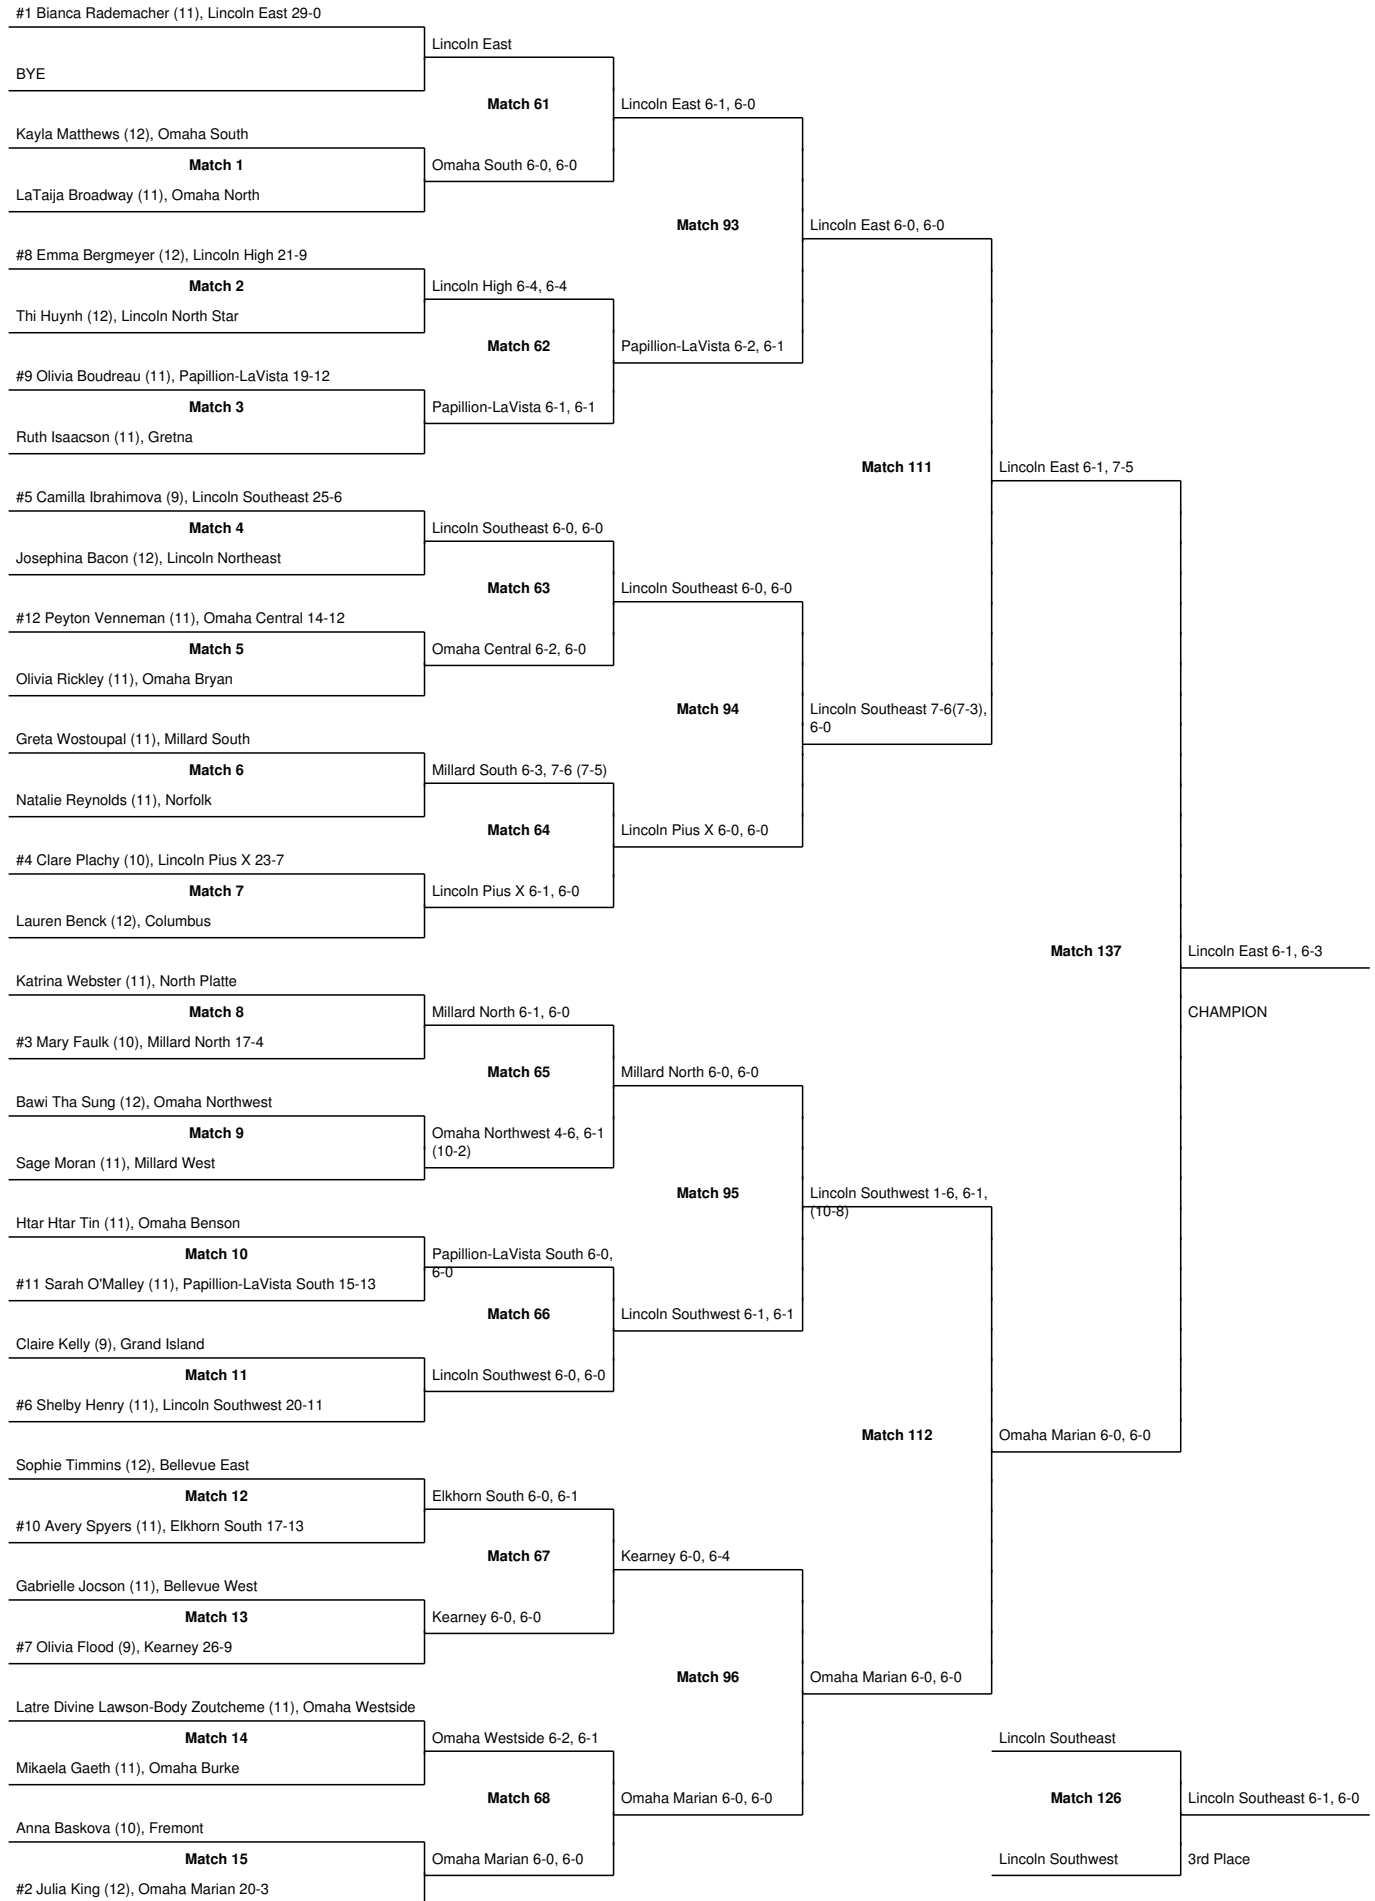 #1 Bianca Rademacher (11), Lincoln East 29-0
Lincoln East
BYE
Match 61
Lincoln East 6-1, 6-0
Kayla Matthews (12), Omaha South
Match 1
Omaha South 6-0, 6-0
LaTaija Broadway (11), Omaha North
Match 93
Lincoln East 6-0, 6-0
#8 Emma Bergmeyer (12), Lincoln High 21-9
Match 2
Lincoln High 6-4, 6-4
Thi Huynh (12), Lincoln North Star
Match 62
Papillion-LaVista 6-2, 6-1
#9 Olivia Boudreau (11), Papillion-LaVista 19-12
Match 3
Papillion-LaVista 6-1, 6-1
Ruth Isaacson (11), Gretna
Match 111
Lincoln East 6-1, 7-5
#5 Camilla Ibrahimova (9), Lincoln Southeast 25-6
Match 4
Lincoln Southeast 6-0, 6-0
Josephina Bacon (12), Lincoln Northeast
Match 63
Lincoln Southeast 6-0, 6-0
#12 Peyton Venneman (11), Omaha Central 14-12
Match 5
Omaha Central 6-2, 6-0
Olivia Rickley (11), Omaha Bryan
Match 94
Lincoln Southeast 7-6(7-3),
6-0
Greta Wostoupal (11), Millard South
Match 6
Millard South 6-3, 7-6 (7-5)
Natalie Reynolds (11), Norfolk
Match 64
Lincoln Pius X 6-0, 6-0
#4 Clare Plachy (10), Lincoln Pius X 23-7
Match 7
Lincoln Pius X 6-1, 6-0
Lauren Benck (12), Columbus
Match 137
Lincoln East 6-1, 6-3
CHAMPION
Katrina Webster (11), North Platte
Match 8
Millard North 6-1, 6-0
#3 Mary Faulk (10), Millard North 17-4
Match 65
Millard North 6-0, 6-0
Bawi Tha Sung (12), Omaha Northwest
Match 9
Omaha Northwest 4-6, 6-1
(10-2)
Sage Moran (11), Millard West
Match 95
Lincoln Southwest 1-6, 6-1,
(10-8)
Htar Htar Tin (11), Omaha Benson
Match 10
Papillion-LaVista South 6-0,
6-0
#11 Sarah O'Malley (11), Papillion-LaVista South 15-13
Match 66
Lincoln Southwest 6-1, 6-1
Claire Kelly (9), Grand Island
Match 11
Lincoln Southwest 6-0, 6-0
#6 Shelby Henry (11), Lincoln Southwest 20-11
Match 112
Omaha Marian 6-0, 6-0
Sophie Timmins (12), Bellevue East
Match 12
Elkhorn South 6-0, 6-1
#10 Avery Spyers (11), Elkhorn South 17-13
Match 67
Kearney 6-0, 6-4
Gabrielle Jocson (11), Bellevue West
Match 13
Kearney 6-0, 6-0
#7 Olivia Flood (9), Kearney 26-9
Match 96
Omaha Marian 6-0, 6-0
Latre Divine Lawson-Body Zoutcheme (11), Omaha Westside
Match 14
Omaha Westside 6-2, 6-1
Lincoln Southeast
Mikaela Gaeth (11), Omaha Burke
Match 68
Omaha Marian 6-0, 6-0
Match 126
Lincoln Southeast 6-1, 6-0
Anna Baskova (10), Fremont
Match 15
Omaha Marian 6-0, 6-0
Lincoln Southwest
3rd Place
#2 Julia King (12), Omaha Marian 20-3